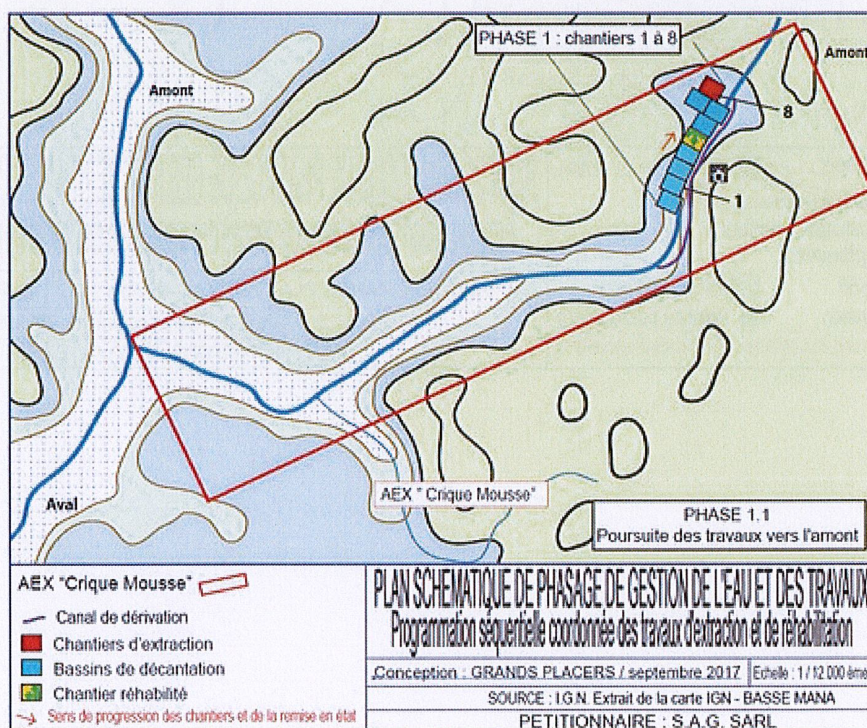 PHASE 1 : chantiers 1 à 8
Amont
Amont
8
1
AEX " Crique Mousse"
Aval
PHASE 1.1
Poursuite des travaux vers l'amont
AEX "Crique Mousse"
Canal de dérivation
Chantiers d'extraction
Bassins de décantation
Chantier réhabilité
Sens de progression des chantiers et de la remise en état
PLAN SCHEMATIQUE DE PHASAGE DE GESTION DE L'EAU ET DES TRAVAUX
Programmation séquentielle coordonnée des travaux d'extraction et de réhabilitation
Conception : GRANDS PLACERS / septembre 2017
Echelle : 1 / 12 000 ème
SOURCE : I.G.N. Extrait de la carte IGN - BASSE MANA
PETITIONNAIRE : S.A.G. SARL